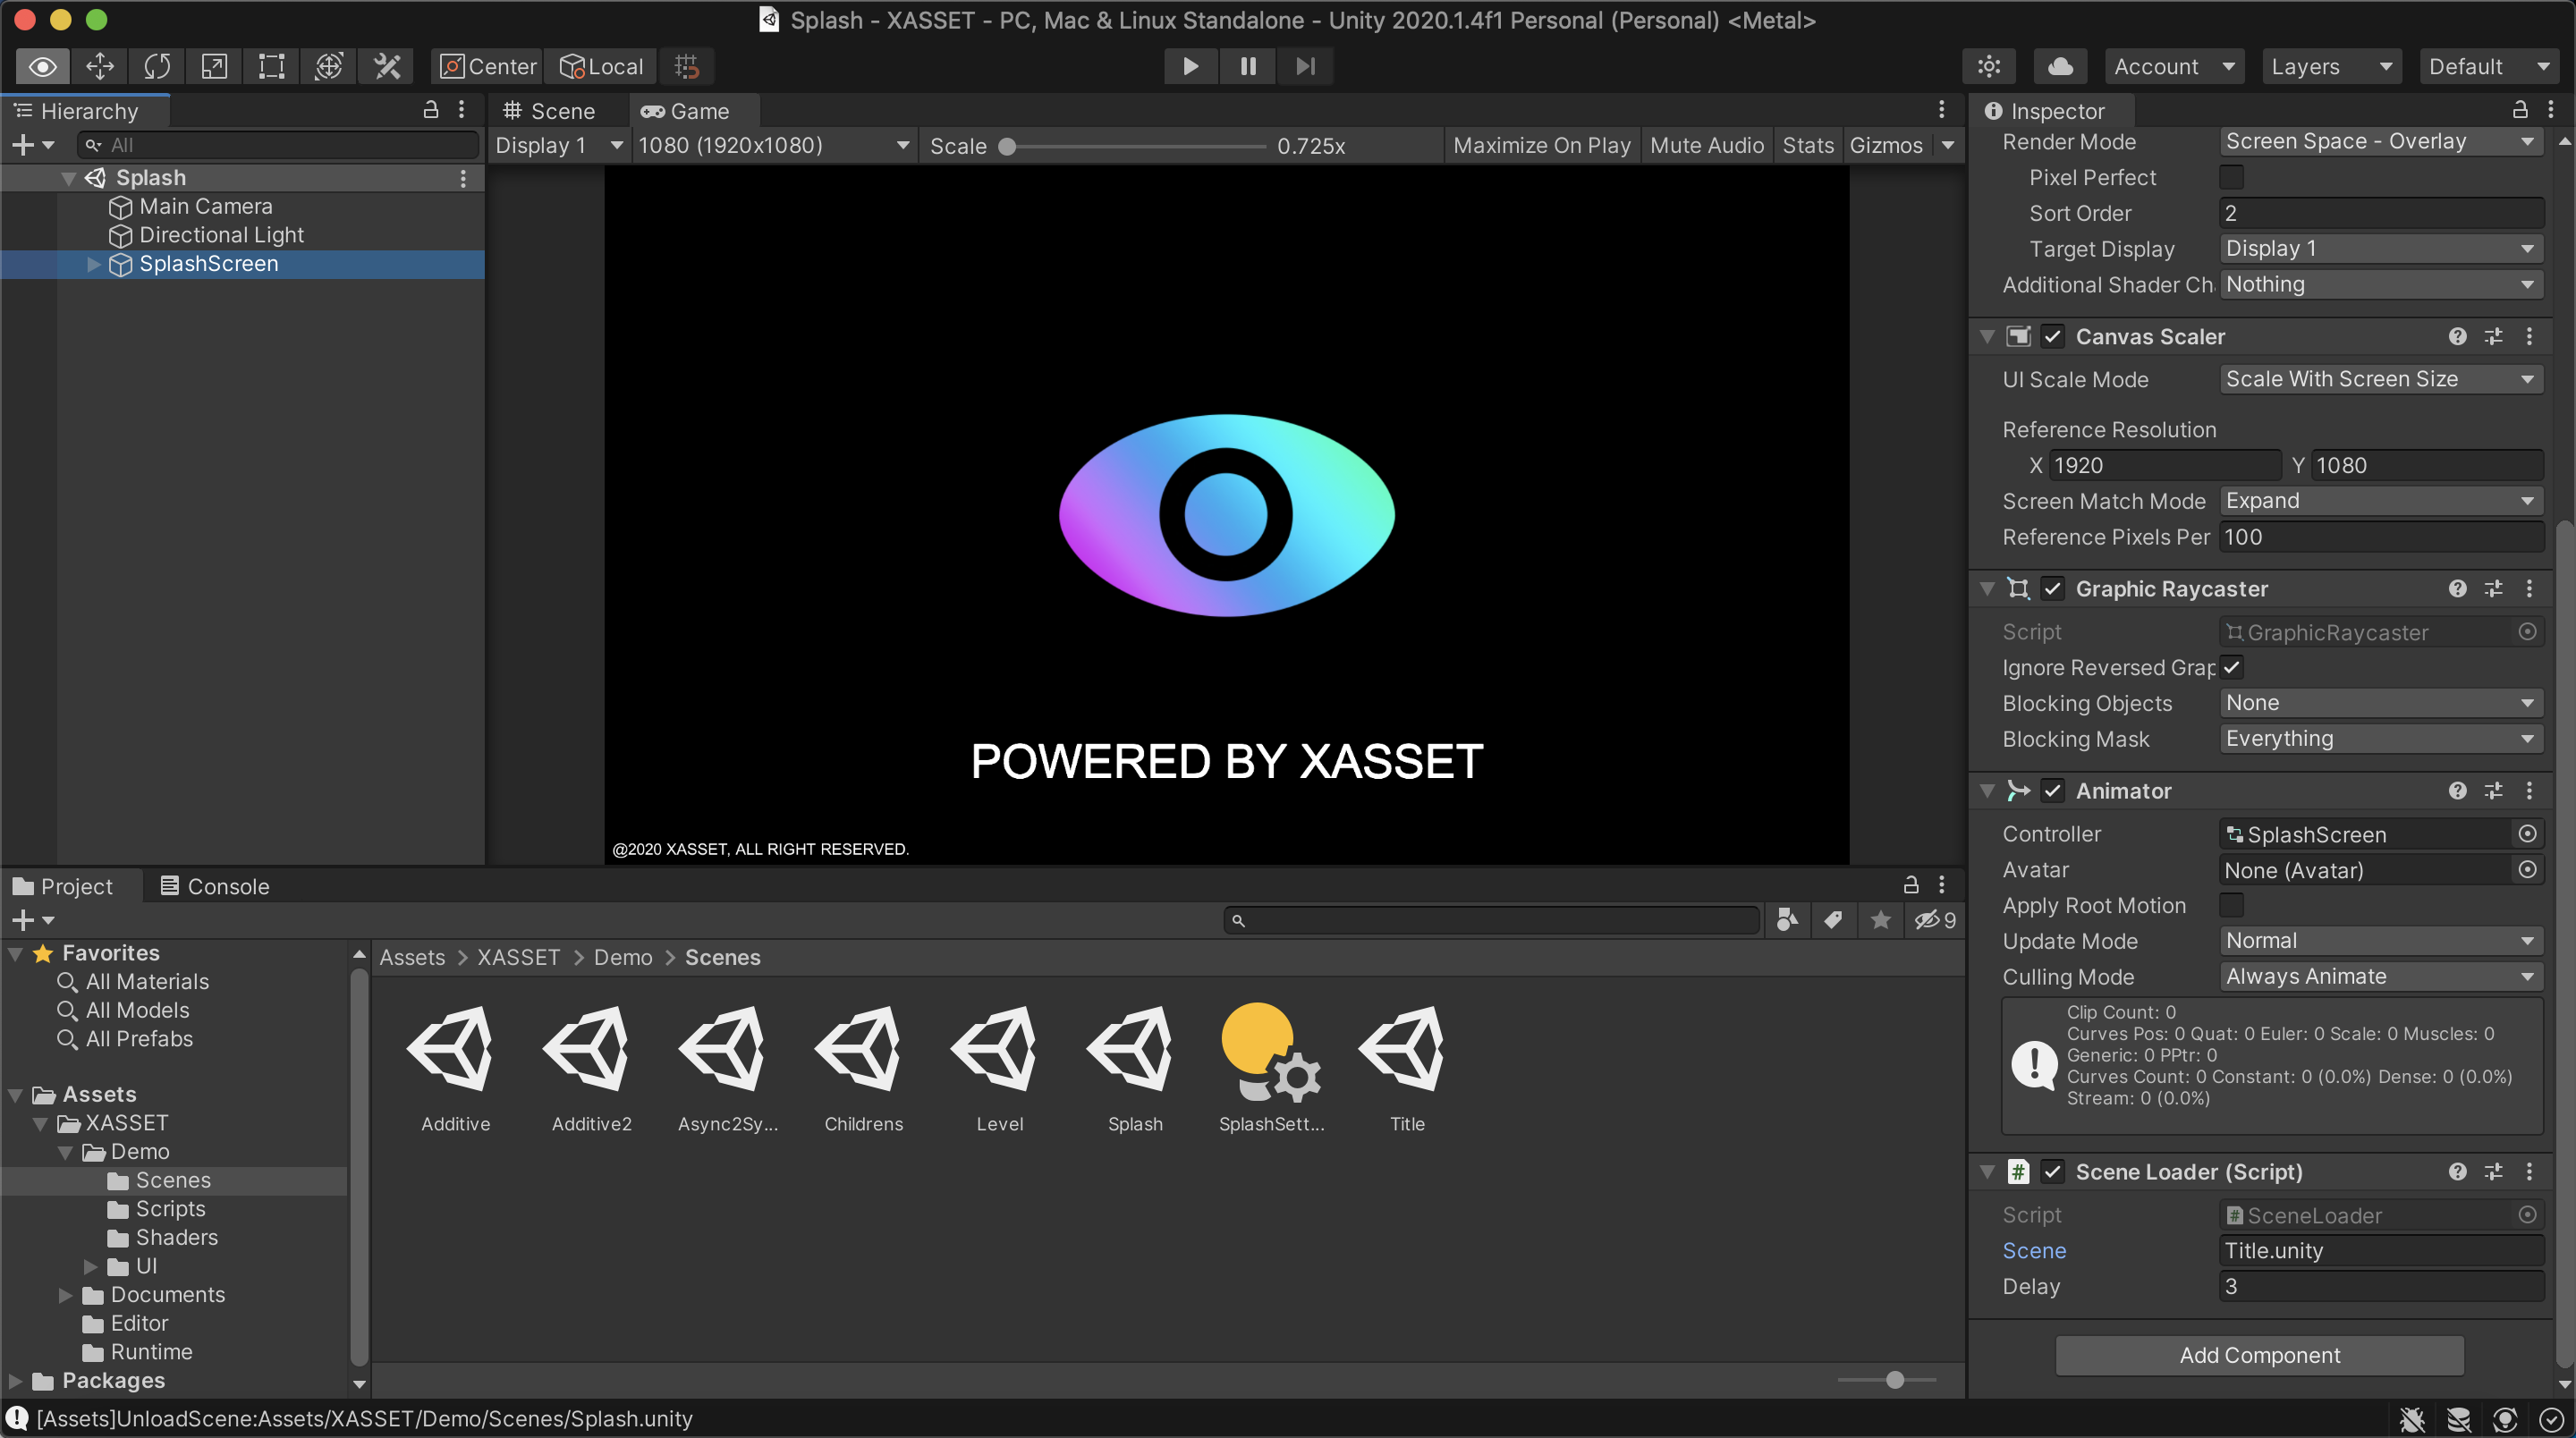 Splash - XASSET - PC, Mac & Linux Standalone - Unity 2020.1.4f1 Personal (Personal) <Metal>
Center Local Account Layers Default
Hierarchy
All
Splash
Main Camera
Directional Light
SplashScreen
Scene Game
Display 1 1080 (1920x1080) Scale 0.725x Maximize On Play Mute Audio Stats Gizmos
POWERED BY XASSET
@2020 XASSET, ALL RIGHT RESERVED.
Inspector
Render Mode Screen Space - Overlay
Pixel Perfect
Sort Order 2
Target Display Display 1
Additional Shader Ch Nothing
Canvas Scaler
UI Scale Mode Scale With Screen Size
Reference Resolution
X 1920 Y 1080
Screen Match Mode Expand
Reference Pixels Per 100
Graphic Raycaster
Script GraphicRaycaster
Ignore Reversed Grap
Blocking Objects None
Blocking Mask Everything
Animator
Controller SplashScreen
Avatar None (Avatar)
Apply Root Motion
Update Mode Normal
Culling Mode Always Animate
Clip Count: 0
Curves Pos: 0 Quat: 0 Euler: 0 Scale: 0 Muscles: 0
Generic: 0 PPtr: 0
Curves Count: 0 Constant: 0 (0.0%) Dense: 0 (0.0%)
Stream: 0 (0.0%)
Scene Loader (Script)
# Script # SceneLoader
Scene Title.unity
Delay 3
Add Component
Project Console
9
Favorites
All Materials
All Models
All Prefabs
Assets
XASSET
Demo
Scenes
Scripts
Shaders
UI
Documents
Editor
Runtime
Packages
Assets > XASSET > Demo > Scenes
Additive Additive2 Async2Sy... Childrens Level Splash SplashSett... Title
[Assets]UnloadScene:Assets/XASSET/Demo/Scenes/Splash.unity